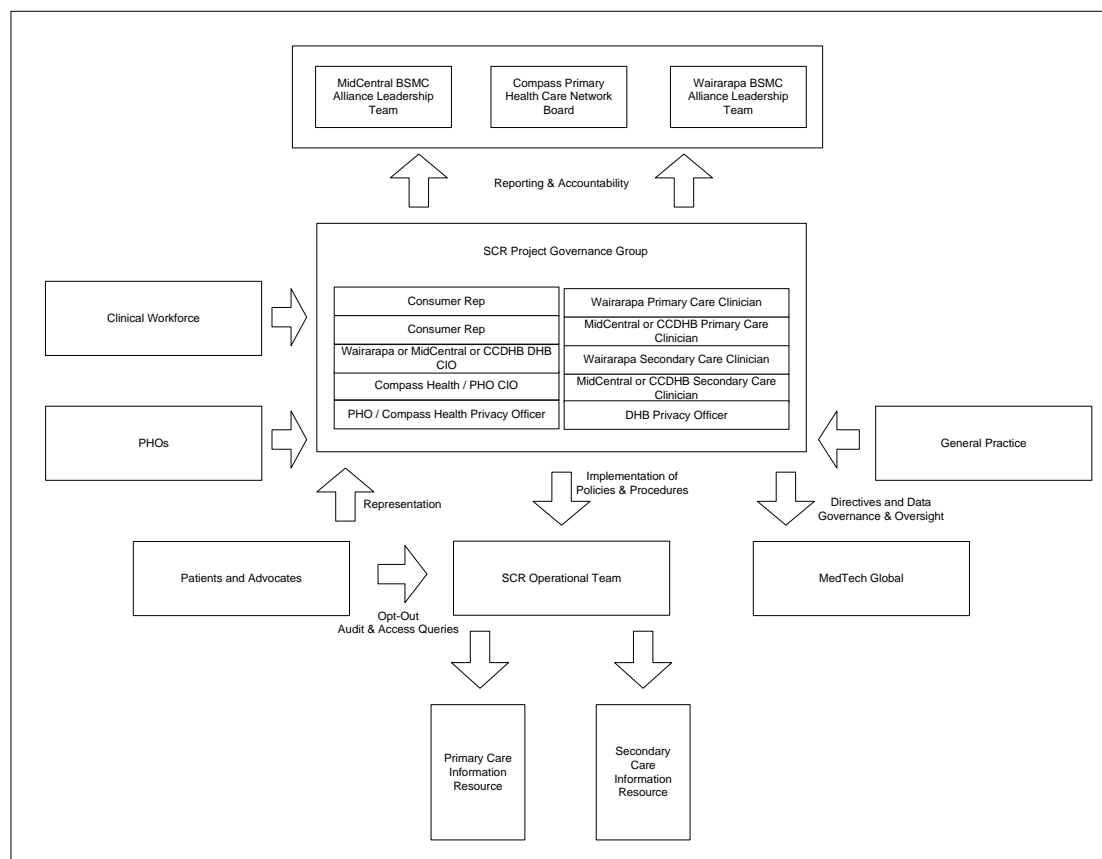 MidCentral BSMC
Alliance Leadership
Team
Compass Primary
Health Care Network
Board
Wairarapa BSMC
Alliance Leadership
Team
Reporting & Accountability
SCR Project Governance Group
Clinical Workforce
Consumer Rep
Consumer Rep
Wairarapa or MidCentral or CCDHB DHB
CIO
Compass Health / PHO CIO
PHO / Compass Health Privacy Officer
Wairarapa Primary Care Clinician
MidCentral or CCDHB Primary Care
Clinician
Wairarapa Secondary Care Clinician
MidCentral or CCDHB Secondary Care
Clinician
DHB Privacy Officer
PHOs
General Practice
Representation
Implementation of
Policies & Procedures
Directives and Data
Governance & Oversight
Patients and Advocates
SCR Operational Team
MedTech Global
Opt-Out
Audit & Access Queries
Primary Care
Information
Resource
Secondary
Care
Information
Resource